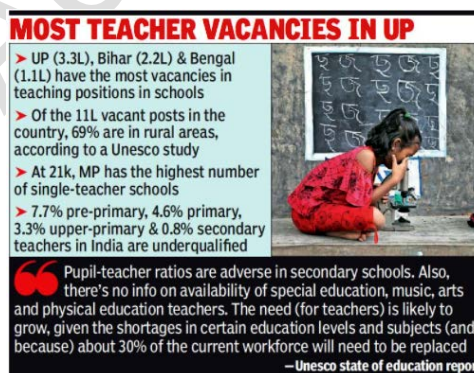 MOST TEACHER VACANCIES IN UP
➤ UP (3.3L), Bihar (2.2L) & Bengal
(1.1L) have the most vacancies in
teaching positions in schools
➤ Of the 11L vacant posts in the
country, 69% are in rural areas,
according to a Unesco study
➤ At 21k, MP has the highest number
of single-teacher schools
➤ 7.7% pre-primary, 4.6% primary,
3.3% upper-primary & 0.8% secondary
teachers in India are underqualified
ছ জ
“Pupil-teacher ratios are adverse in secondary schools. Also,
there's no info on availability of special education, music, arts
and physical education teachers. The need (for teachers) is likely to
grow, given the shortages in certain education levels and subjects (and
because) about 30% of the current workforce will need to be replaced
—Unesco state of education repor